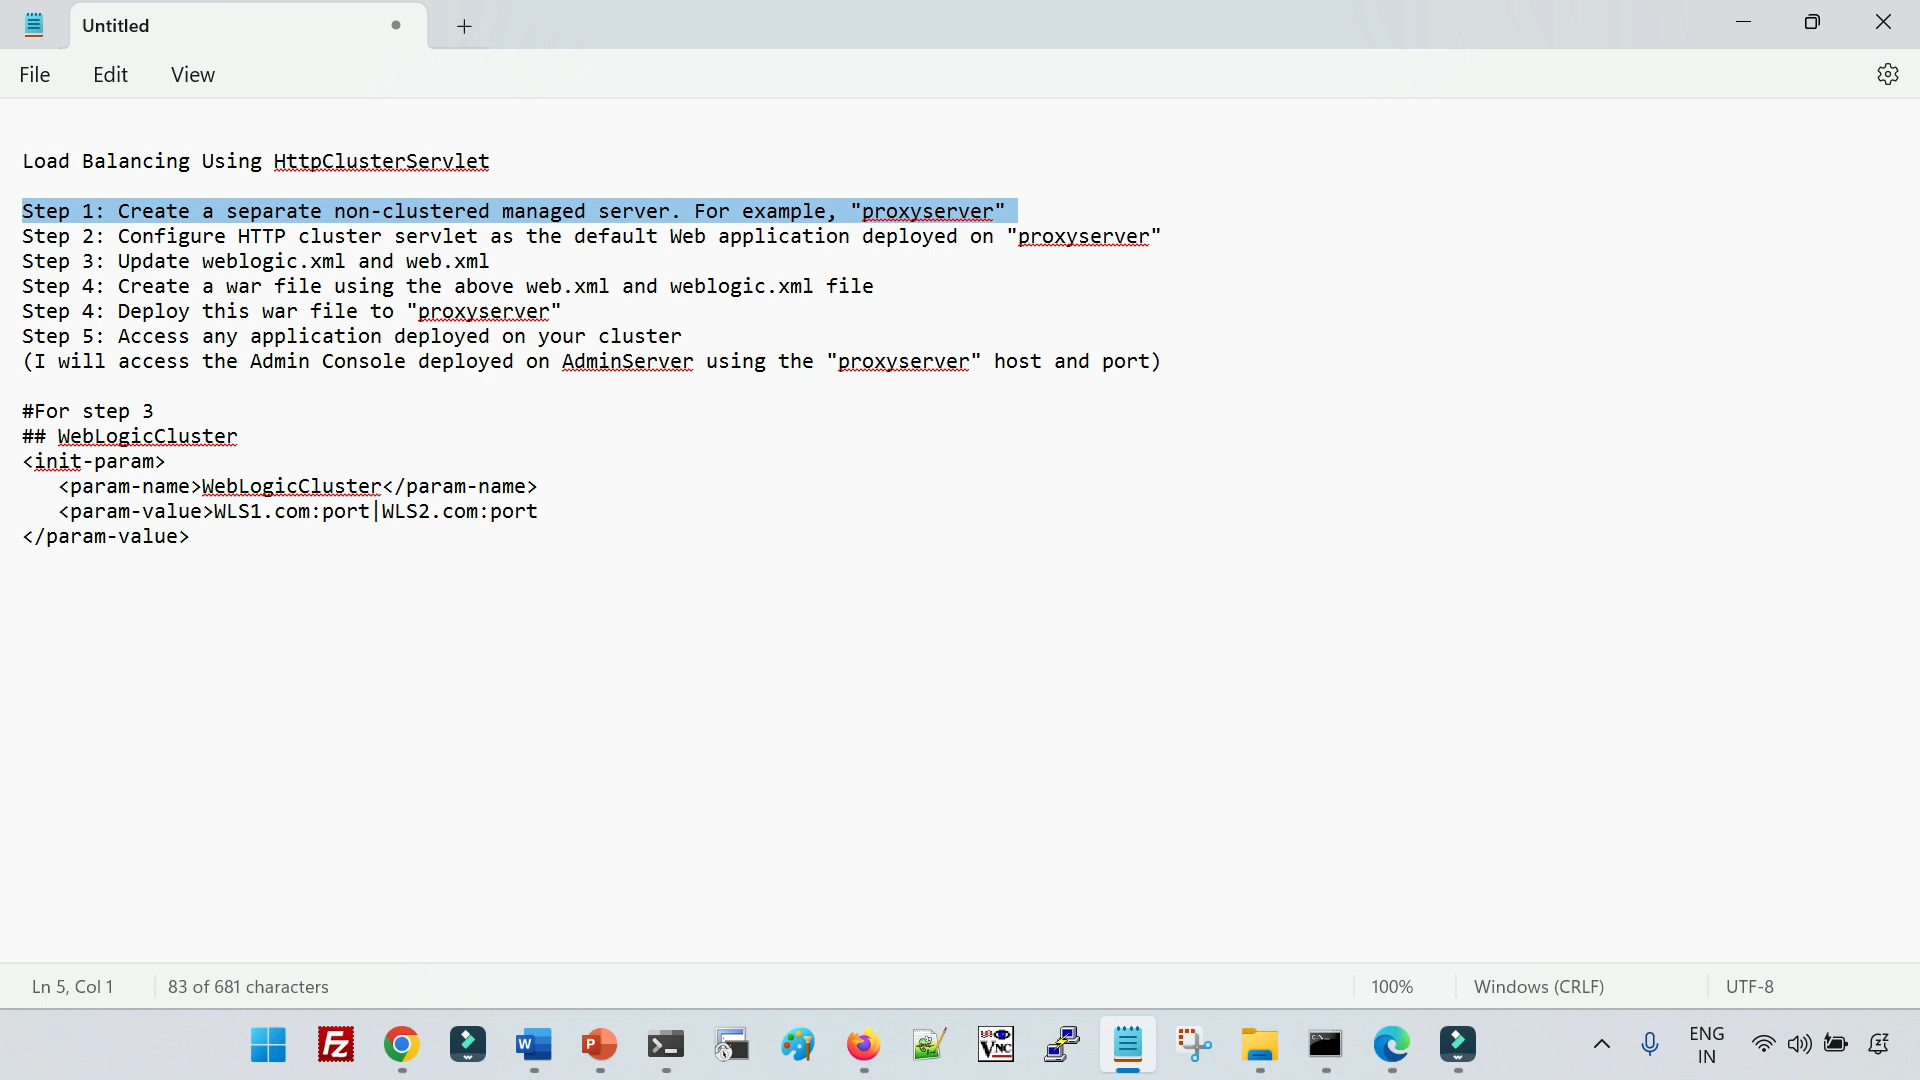 Untitled
File Edit View
Load Balancing Using HttpClusterServlet
Step 1: Create a separate non-clustered managed server. For example, "proxyserver"
Step 2: Configure HTTP cluster servlet as the default Web application deployed on "proxyserver"
Step 3: Update weblogic.xml and web.xml
Step 4: Create a war file using the above web.xml and weblogic.xml file
Step 4: Deploy this war file to "proxyserver"
Step 5: Access any application deployed on your cluster
(I will access the Admin Console deployed on AdminServer using the "proxyserver" host and port)
#For step 3
## WebLogicCluster
<init-param>
<param-name>WebLogicCluster</param-name>
<param-value>WLS1.com:port|WLS2.com:port
</param-value>
Ln 5, Col 1 83 of 681 characters 100% Windows (CRLF) UTF-8
Fz
W
P
VNC
ENG
IN